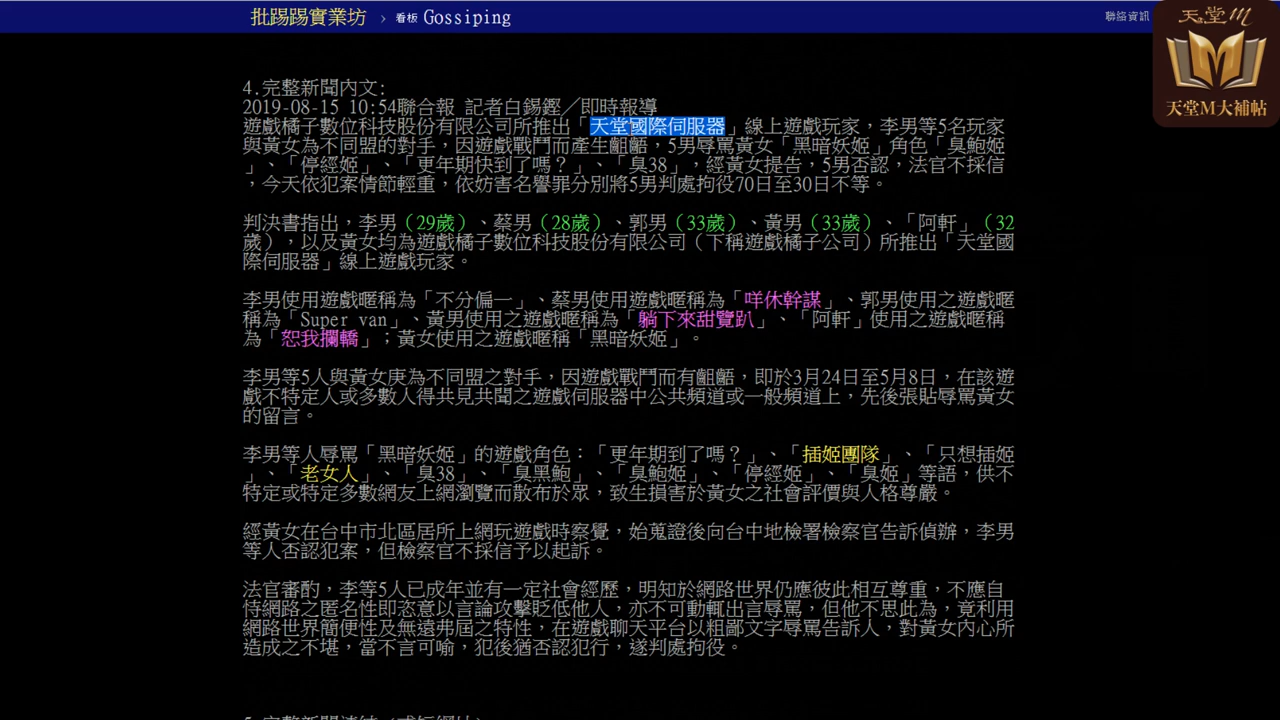 批踢踢實業坊 › 看板 Gossiping
聯絡資訊
天堂M
天堂M大補帖
4.完整新聞內文:
2019-08-15 10:54聯合報 記者白錫鏗╱即時報導
遊戲橘子數位科技股份有限公司所推出「天堂國際伺服器」線上遊戲玩家，李男等5名玩家
與黃女為不同盟的對手，因遊戲戰鬥而產生齟齬，5男辱罵黃女「黑暗妖姬」角色「臭鮑姬
」、「停經姬」、「更年期快到了嗎？」、「臭38」，經黃女提告，5男否認，法官不採信
，今天依犯案情節輕重，依妨害名譽罪分別將5男判處拘役70日至30日不等。
判決書指出，李男（29歲）、蔡男（28歲）、郭男（33歲）、黃男（33歲）、「阿軒」（32
歲），以及黃女均為遊戲橘子數位科技股份有限公司（下稱遊戲橘子公司）所推出「天堂國
際伺服器」線上遊戲玩家。
李男使用遊戲暱稱為「不分偏一」、蔡男使用遊戲暱稱為「咩休幹謀」、郭男使用之遊戲暱
稱為「Super van」、黃男使用之遊戲暱稱為「躺下來甜覽趴」、「阿軒」使用之遊戲暱稱
為「恕我攔轎」；黃女使用之遊戲暱稱「黑暗妖姬」。
李男等5人與黃女庚為不同盟之對手，因遊戲戰鬥而有齟齬，即於3月24日至5月8日，在該遊
戲不特定人或多數人得共見共聞之遊戲伺服器中公共頻道或一般頻道上，先後張貼辱罵黃女
的留言。
李男等人辱罵「黑暗妖姬」的遊戲角色：「更年期到了嗎？」、「插姬團隊」、「只想插姬
」、「老女人」、「臭38」、「臭黑鮑」、「臭鮑姬」、「停經姬」、「臭姬」等語，供不
特定或特定多數網友上網瀏覽而散布於眾，致生損害於黃女之社會評價與人格尊嚴。
經黃女在台中市北區居所上網玩遊戲時察覺，始蒐證後向台中地檢署檢察官告訴偵辦，李男
等人否認犯案，但檢察官不採信予以起訴。
法官審酌，李等5人已成年並有一定社會經歷，明知於網路世界仍應彼此相互尊重，不應自
恃網路之匿名性即恣意以言論攻擊貶低他人，亦不可動輒出言辱罵，但他不思此為，竟利用
網路世界簡便性及無遠弗屆之特性，在遊戲聊天平台以粗鄙文字辱罵告訴人，對黃女內心所
造成之不堪，當不言可喻，犯後猶否認犯行，遂判處拘役。